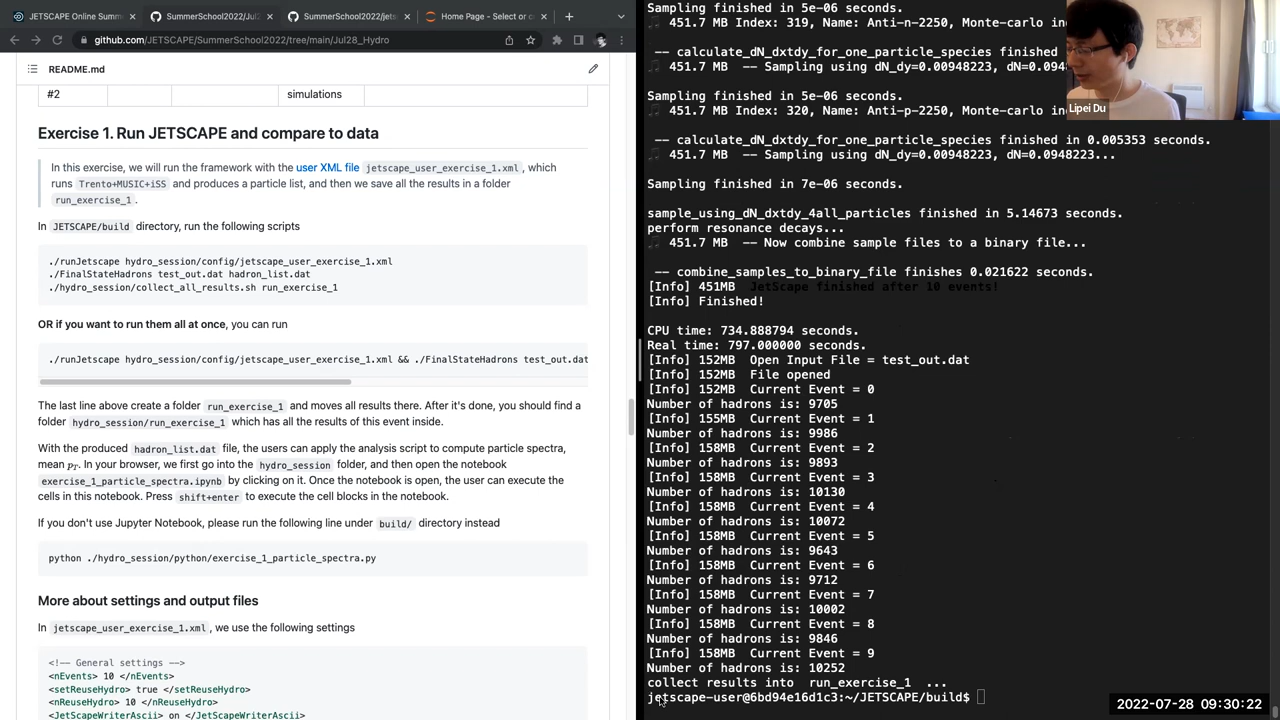 JETSCAPE Online Summ
SummerSchool2022/Jul
SummerSchool2022/jets
Home Page - Select or c
github.com/JETSCAPE/SummerSchool2022/tree/main/Jul28_Hydro
README.md
#2
simulations
Exercise 1. Run JETSCAPE and compare to data
In this exercise, we will run the framework with the user XML file jetscape_user_exercise_1.xml, which
runs Trento+MUSIC+iSS and produces a particle list, and then we save all the results in a folder
run_exercise_1.
In JETSCAPE/build directory, run the following scripts
./runJetscape hydro_session/config/jetscape_user_exercise_1.xml
./FinalStateHadrons test_out.dat hadron_list.dat
./hydro_session/collect_all_results.sh run_exercise_1
OR if you want to run them all at once, you can run
./runJetscape hydro_session/config/jetscape_user_exercise_1.xml && ./FinalStateHadrons test_out.dat
The last line above create a folder run_exercise_1 and moves all results there. After it's done, you should find a
folder hydro_session/run_exercise_1 which has all the results of this event inside.
With the produced hadron_list.dat file, the users can apply the analysis script to compute particle spectra,
mean pT. In your browser, we first go into the hydro_session folder, and then open the notebook
exercise_1_particle_spectra.ipynb by clicking on it. Once the notebook is open, the user can execute the
cells in this notebook. Press shift+enter to execute the cell blocks in the notebook.
If you don't use Jupyter Notebook, please run the following line under build/ directory instead
python ./hydro_session/python/exercise_1_particle_spectra.py
More about settings and output files
In jetscape_user_exercise_1.xml, we use the following settings
<!-- General settings -->
<nEvents> 10 </nEvents>
<setReuseHydro> true </setReuseHydro>
<nReuseHydro> 10 </nReuseHydro>
<JetScapeWriterAscii> on </JetScapeWriterAscii>
Sampling finished in 5e-06 seconds.
451.7 MB Index: 319, Name: Anti-n-2250, Monte-carlo in
-- calculate_dN_dxtdy_for_one_particle_species finished
451.7 MB -- Sampling using dN_dy=0.00948223, dN=0.094
Sampling finished in 5e-06 seconds.
451.7 MB Index: 320, Name: Anti-p-2250, Monte-carlo in
-- calculate_dN_dxtdy_for_one_particle_species finished in 0.005353 seconds.
451.7 MB -- Sampling using dN_dy=0.00948223, dN=0.0948223...
Sampling finished in 7e-06 seconds.
sample_using_dN_dxtdy_4all_particles finished in 5.14673 seconds.
perform resonance decays...
451.7 MB -- Now combine sample files to a binary file...
-- combine_samples_to_binary_file finishes 0.021622 seconds.
[Info] 451MB JetScape finished after 10 events!
[Info] Finished!
CPU time: 734.888794 seconds.
Real time: 797.000000 seconds.
[Info] 152MB Open Input File = test_out.dat
[Info] 152MB File opened
[Info] 152MB Current Event = 0
Number of hadrons is: 9705
[Info] 155MB Current Event = 1
Number of hadrons is: 9986
[Info] 158MB Current Event = 2
Number of hadrons is: 9893
[Info] 158MB Current Event = 3
Number of hadrons is: 10130
[Info] 158MB Current Event = 4
Number of hadrons is: 10072
[Info] 158MB Current Event = 5
Number of hadrons is: 9643
[Info] 158MB Current Event = 6
Number of hadrons is: 9712
[Info] 158MB Current Event = 7
Number of hadrons is: 10002
[Info] 158MB Current Event = 8
Number of hadrons is: 9846
[Info] 158MB Current Event = 9
Number of hadrons is: 10252
collect results into run_exercise_1 ...
jetscape-user@6bd94e16d1c3:~/JETSCAPE/build$
Lipei Du
2022-07-28 09:30:22